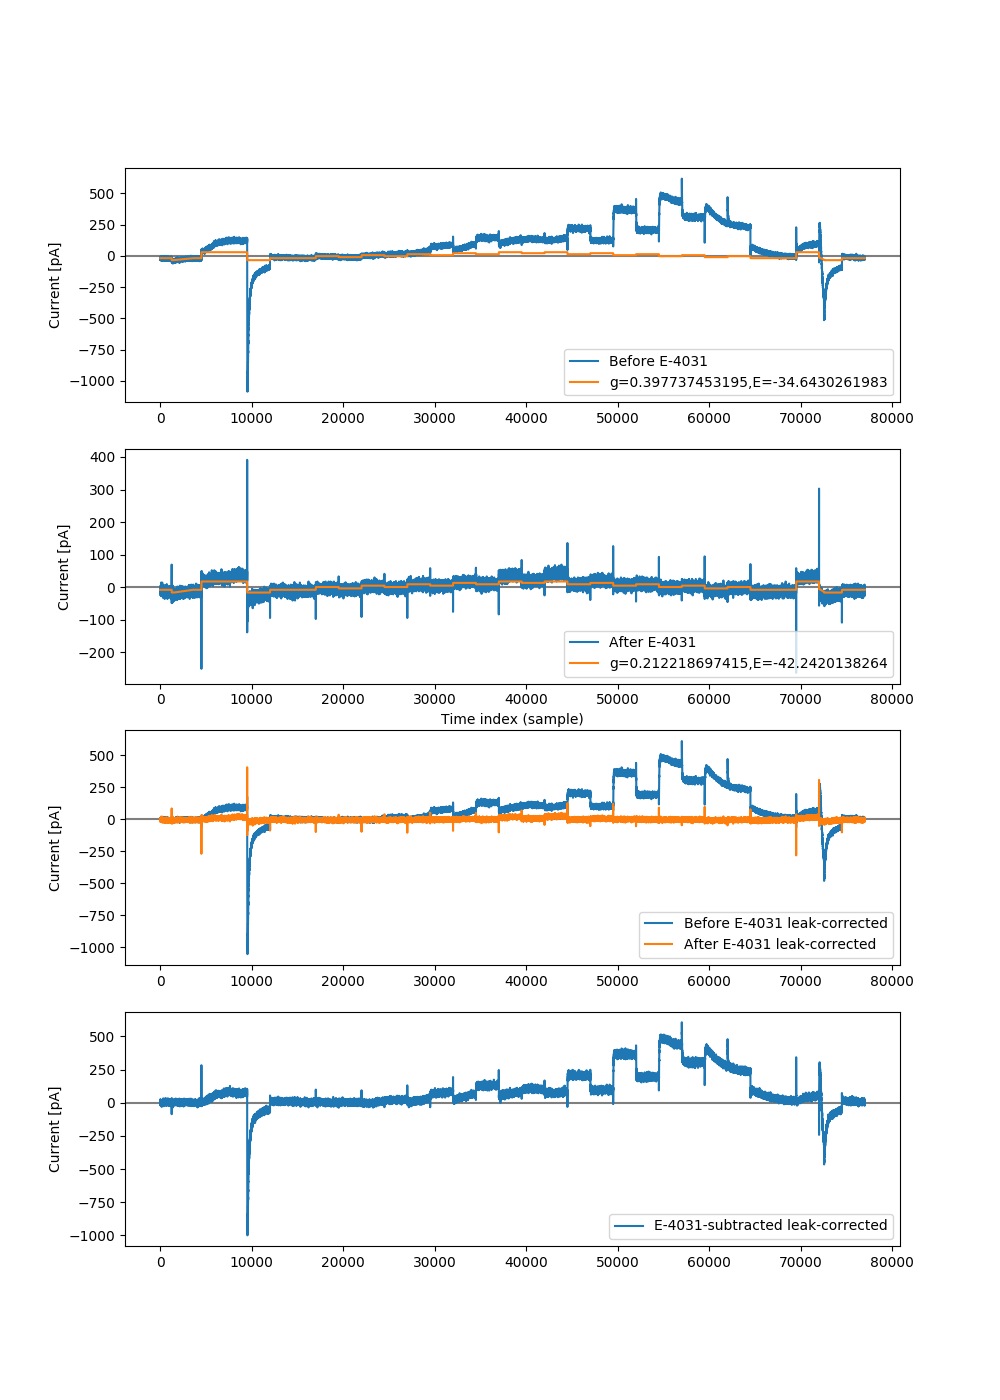 500
250
0
−250
−500
−750
−1000
Current [pA]
Before E-4031
g=0.397737453195,E=-34.6430261983
0 10000 20000 30000 40000 50000 60000 70000 80000
400
300
200
100
0
−100
−200
Current [pA]
After E-4031
g=0.212218697415,E=-42.2420138264
0 10000 20000 30000 40000 50000 60000 70000 80000
Time index (sample)
500
250
0
−250
−500
−750
−1000
Current [pA]
Before E-4031 leak-corrected
After E-4031 leak-corrected
0 10000 20000 30000 40000 50000 60000 70000 80000
500
250
0
−250
−500
−750
−1000
Current [pA]
E-4031-subtracted leak-corrected
0 10000 20000 30000 40000 50000 60000 70000 80000